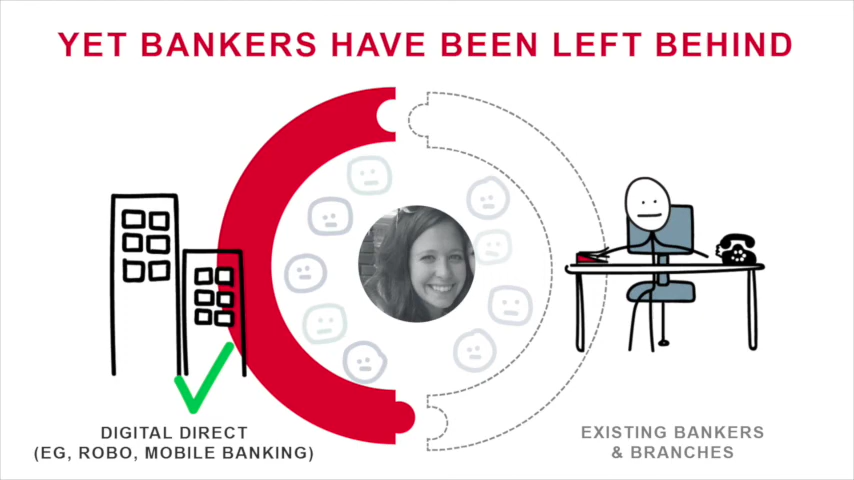 YET BANKERS HAVE BEEN LEFT BEHIND
DIGITAL DIRECT
(EG, ROBO, MOBILE BANKING)
EXISTING BANKERS
& BRANCHES